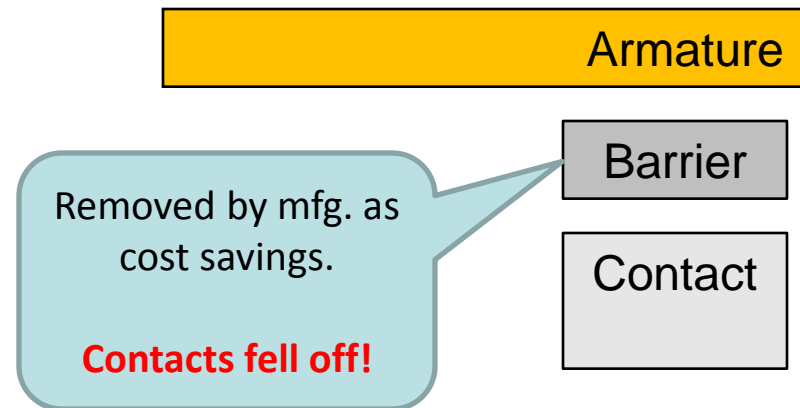 Armature
Barrier
Removed by mfg. as
cost savings.
Contacts fell off!
Contact